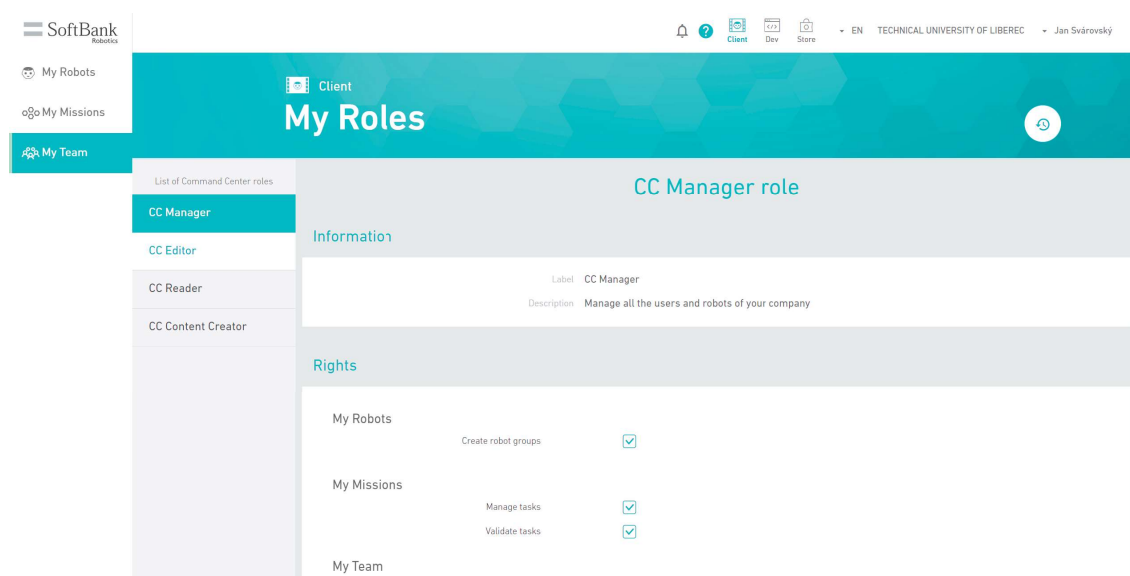 SoftBank
Robotics
Client
Dev
Store
EN
TECHNICAL UNIVERSITY OF LIBEREC
Jan Svárovský
My Robots
My Missions
My Team
Client
My Roles
List of Command Center roles
CC Manager
CC Editor
CC Reader
CC Content Creator
CC Manager role
Information
Label CC Manager
Description Manage all the users and robots of your company
Rights
My Robots
Create robot groups
My Missions
Manage tasks
Validate tasks
My Team